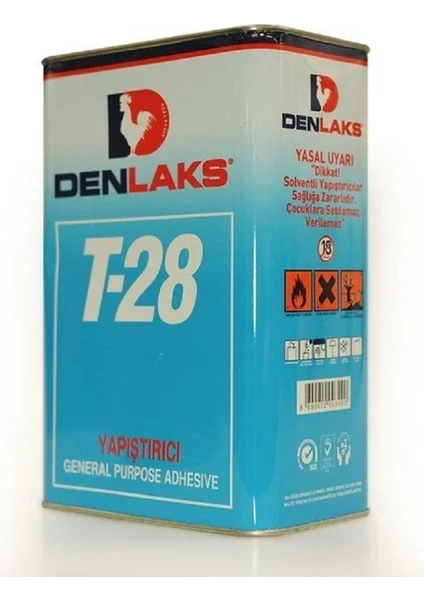 DENLAKS®
T-28
YAPIŞTIRICI
GENERAL PURPOSE ADHESIVE
DENLAKS®
YASAL UYARI
"Dikkat!
Solventli Yapıştırıcılar
Sağlığa Zararlıdır.
Çocuklara Satılamaz,
Verilemez"
18